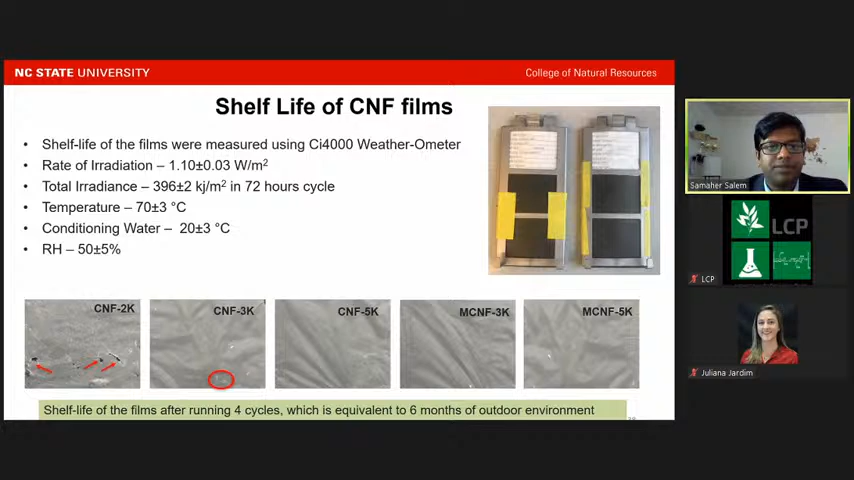 NC STATE UNIVERSITY
College of Natural Resources
Shelf Life of CNF films
• Shelf-life of the films were measured using Ci4000 Weather-Ometer
• Rate of Irradiation – 1.10±0.03 W/m²
• Total Irradiance – 396±2 kj/m² in 72 hours cycle
• Temperature – 70±3 °C
• Conditioning Water – 20±3 °C
• RH – 50±5%
CNF-2K
CNF-3K
CNF-5K
MCNF-3K
MCNF-5K
Shelf-life of the films after running 4 cycles, which is equivalent to 6 months of outdoor environment
Samaher Salem
LCP
LCP
Juliana Jardim